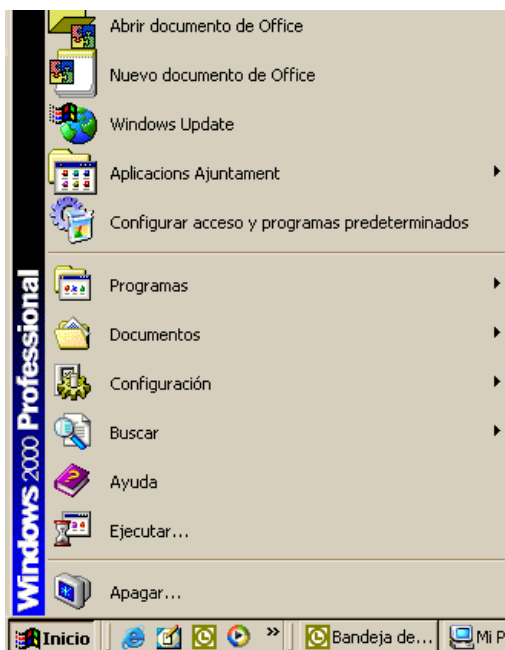 Abrir documento de Office
Nuevo documento de Office
Windows Update
Aplicacions Ajuntament
Configurar acceso y programas predeterminados
Programas
Documentos
Configuración
Buscar
Ayuda
Ejecutar...
Apagar...
Windows 2000 Professional
Inicio
Bandeja de...
Mi P